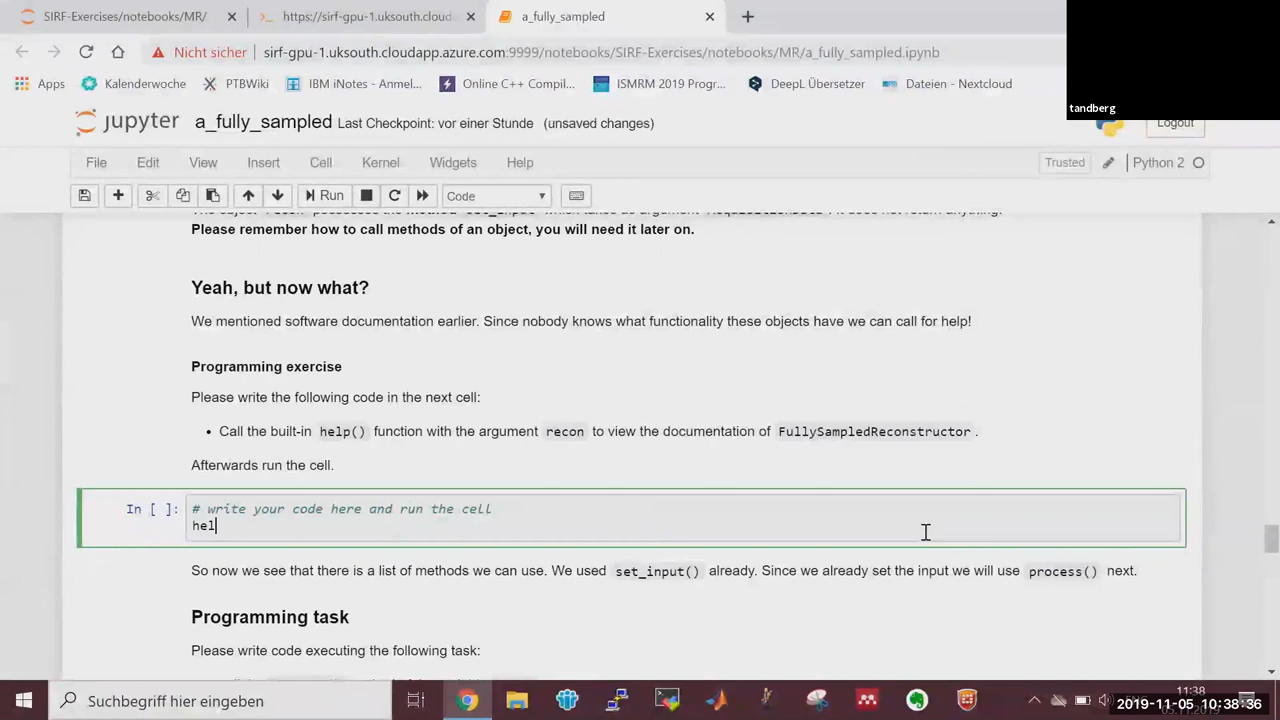 SIRF-Exercises/notebooks/MR/
https://sirf-gpu-1.uksouth.cloud
a_fully_sampled
Nicht sicher
sirf-gpu-1.uksouth.cloudapp.azure.com:9999/notebooks/SIRF-Exercises/notebooks/MR/a_fully_sampled.ipynb
Apps Kalenderwoche PTBWiki IBM iNotes - Anmel... Online C++ Compil... ISMRM 2019 Progr... DeepL Übersetzer Dateien - Nextcloud
tandberg
jupyter a_fully_sampled Last Checkpoint: vor einer Stunde (unsaved changes)
Logout
File Edit View Insert Cell Kernel Widgets Help
Trusted Python 2
Run Code
Please remember how to call methods of an object, you will need it later on.
Yeah, but now what?
We mentioned software documentation earlier. Since nobody knows what functionality these objects have we can call for help!
Programming exercise
Please write the following code in the next cell:
• Call the built-in help() function with the argument recon to view the documentation of FullySampledReconstructor.
Afterwards run the cell.
In [ ]: # write your code here and run the cell
hel
So now we see that there is a list of methods we can use. We used set_input() already. Since we already set the input we will use process() next.
Programming task
Please write code executing the following task:
Suchbegriff hier eingeben
11:38
2019-11-05 10:38:36